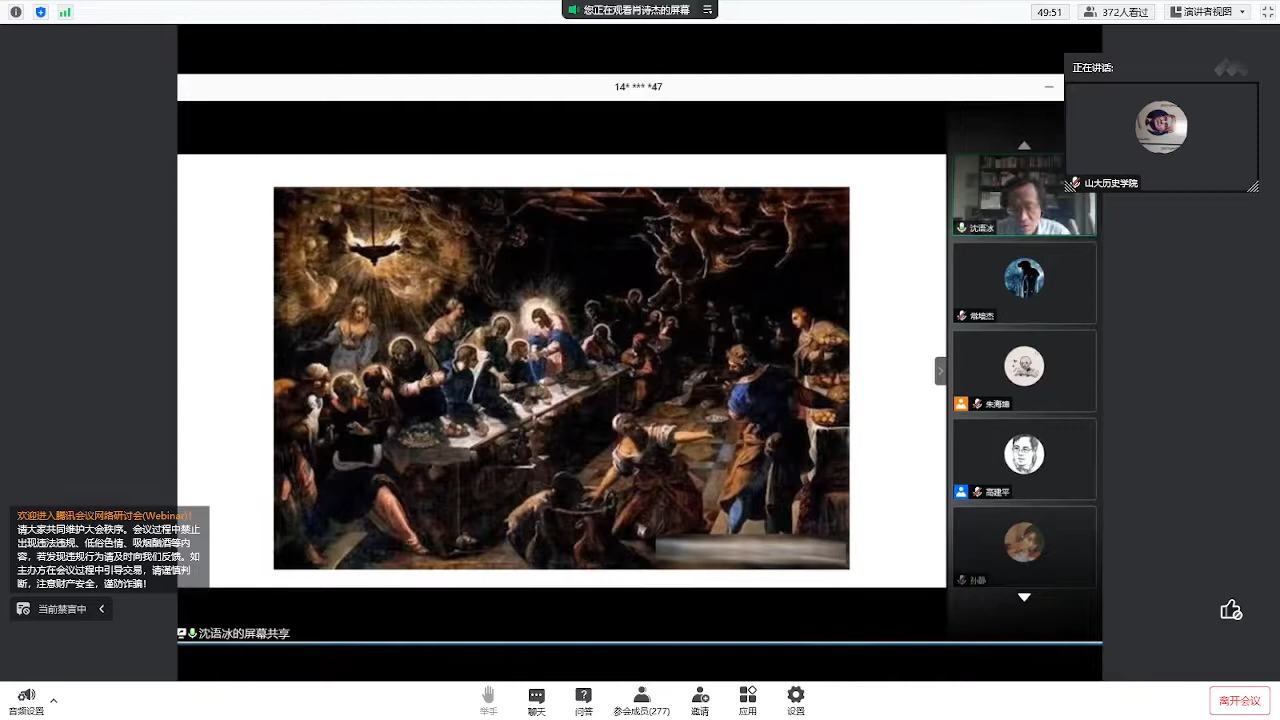 您正在观看肖诗杰的屏幕
49:51
372人看过
演讲者视图
14* *** *47
正在讲话:
山大历史学院
沈语冰
常培杰
高建平
孙静
欢迎进入腾讯会议网络研讨会(Webinar)！
请大家共同维护大会秩序。会议过程中禁止
出现违法违规、低俗色情、吸烟酗酒等内
容，若发现违规行为请及时向我们反馈。如
主办方在会议过程中引导交易，请谨慎判
断，注意财产安全，谨防诈骗！
当前禁言中
沈语冰的屏幕共享
音频设置
举手
聊天
问答
参会成员(277)
邀请
应用
设置
离开会议